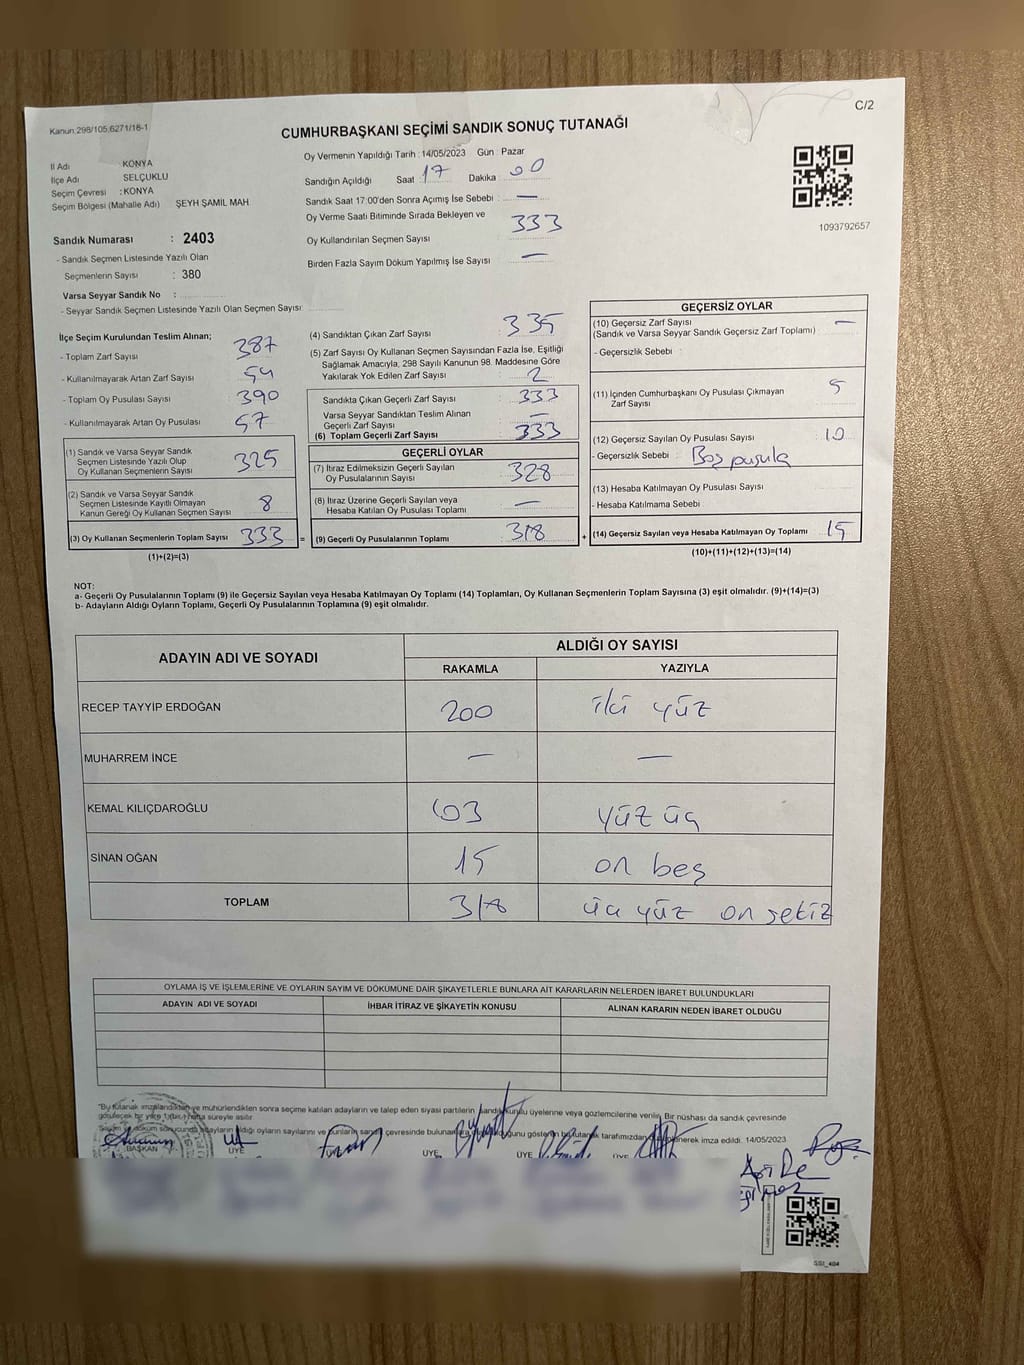 C/2
Kanun 298/105,6271/16-1
CUMHURBAŞKANI SEÇİMİ SANDIK SONUÇ TUTANAĞI
İl Adı : KONYA
İlçe Adı SELÇUKLU
Seçim Çevresi : KONYA
Seçim Bölgesi (Mahalle Adı) ŞEYH ŞAMİL MAH.
Sandık Numarası : 2403
- Sandık Seçmen Listesinde Yazılı Olan
Seçmenlerin Sayısı : 380
Varsa Seyyar Sandık No :
- Seyyar Sandık Seçmen Listesinde Yazılı Olan Seçmen Sayısı:
Oy Vermenin Yapıldığı Tarih : 14/05/2023 Gün : Pazar
Sandığın Açıldığı Saat : 17 Dakika : 00
Sandık Saat 17:00'den Sonra Açımış İse Sebebi : —
Oy Verme Saati Bitiminde Sırada Bekleyen ve
Oy Kullandırılan Seçmen Sayısı : 333
Birden Fazla Sayım Döküm Yapılmış İse Sayısı —
1093792657
İlçe Seçim Kurulundan Teslim Alınan;
- Toplam Zarf Sayısı : 387
- Kullanılmayarak Artan Zarf Sayısı : 54
- Toplam Oy Pusulası Sayısı : 390
- Kullanılmayarak Artan Oy Pusulası : 57
(1) Sandık ve Varsa Seyyar Sandık
Seçmen Listesinde Yazılı Olup
Oy Kullanan Seçmenlerin Sayısı 325
(2) Sandık ve Varsa Seyyar Sandık
Seçmen Listesinde Kayıtlı Olmayan
Kanun Gereği Oy Kullanan Seçmen Sayısı 8
(3) Oy Kullanan Seçmenlerin Toplam Sayısı 333 =
(1)+(2)=(3)
(4) Sandıktan Çıkan Zarf Sayısı : 335
(5) Zarf Sayısı Oy Kullanan Seçmen Sayısından Fazla İse, Eşitliği
Sağlamak Amacıyla, 298 Sayılı Kanunun 98. Maddesine Göre
Yakılarak Yok Edilen Zarf Sayısı : 2
Sandıkta Çıkan Geçerli Zarf Sayısı : 333
Varsa Seyyar Sandıktan Teslim Alınan
Geçerli Zarf Sayısı : —
(6) Toplam Geçerli Zarf Sayısı : 333
GEÇERLİ OYLAR
(7) İtiraz Edilmeksizin Geçerli Sayılan
Oy Pusulalarının Sayısı : 328
(8) İtiraz Üzerine Geçerli Sayılan veya
Hesaba Katılan Oy Pusulası Toplamı —
(9) Geçerli Oy Pusulalarının Toplamı 318 +
GEÇERSİZ OYLAR
(10) Geçersiz Zarf Sayısı
(Sandık ve Varsa Seyyar Sandık Geçersiz Zarf Toplamı) —
- Geçersizlik Sebebi :
(11) İçinden Cumhurbaşkanı Oy Pusulası Çıkmayan
Zarf Sayısı 5
(12) Geçersiz Sayılan Oy Pusulası Sayısı : 10
- Geçersizlik Sebebi : Boş pusula
(13) Hesaba Katılmayan Oy Pusulası Sayısı
- Hesaba Katılmama Sebebi
(14) Geçersiz Sayılan veya Hesaba Katılmayan Oy Toplamı 15
(10)+(11)+(12)+(13)=(14)
NOT:
a- Geçerli Oy Pusulalarının Toplamı (9) ile Geçersiz Sayılan veya Hesaba Katılmayan Oy Toplamı (14) Toplamları, Oy Kullanan Seçmenlerin Toplam Sayısına (3) eşit olmalıdır. (9)+(14)=(3)
b- Adayların Aldığı Oyların Toplamı, Geçerli Oy Pusulalarının Toplamına (9) eşit olmalıdır.
ADAYIN ADI VE SOYADI ALDIĞI OY SAYISI
RAKAMLA YAZIYLA
RECEP TAYYİP ERDOĞAN 200 iki yüz
MUHARREM İNCE — —
KEMAL KILIÇDAROĞLU 103 yüz üç
SİNAN OĞAN 15 on beş
TOPLAM 318 üç yüz on sekiz
OYLAMA İŞ VE İŞLEMLERİNE VE OYLARIN SAYIM VE DÖKÜMÜNE DAİR ŞİKAYETLERLE BUNLARA AİT KARARLARIN NELERDEN İBARET BULUNDUKLARI
ADAYIN ADI VE SOYADI İHBAR İTİRAZ VE ŞİKAYETİN KONUSU ALINAN KARARIN NEDEN İBARET OLDUĞU
"Bu tutanak imzalandıktan ve mühürlendikten sonra seçime katılan adayların ve talep eden siyasi partilerin sandık kurulu üyelerine veya gözlemcilerine verilir. Bir nüshası da sandık çevresinde
görülecek bir yere 1(bir) hafta süreyle asılır.
döküm sonucunda adayların aldığı oyların sayılarını ve bunların sandık çevresinde bulunan gösteren bu tutanak tarafımızdan imza edildi. 14/05/2023
BAŞKAN ÜYE ÜYE ÜYE ÜYE